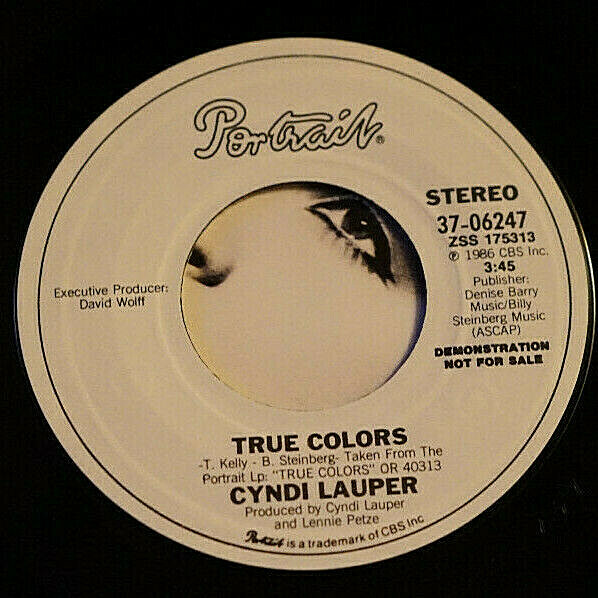 Portrait®
STEREO
37-06247
ZSS 175313
℗ 1986 CBS Inc.
3:45
Publisher:
Denise Barry
Music/Billy
Steinberg Music
(ASCAP)
DEMONSTRATION
NOT FOR SALE
Executive Producer:
David Wolff
TRUE COLORS
-T. Kelly - B. Steinberg- Taken From The
Portrait Lp: "TRUE COLORS" OR 40313
CYNDI LAUPER
Produced by Cyndi Lauper
and Lennie Petze
Portrait is a trademark of CBS Inc